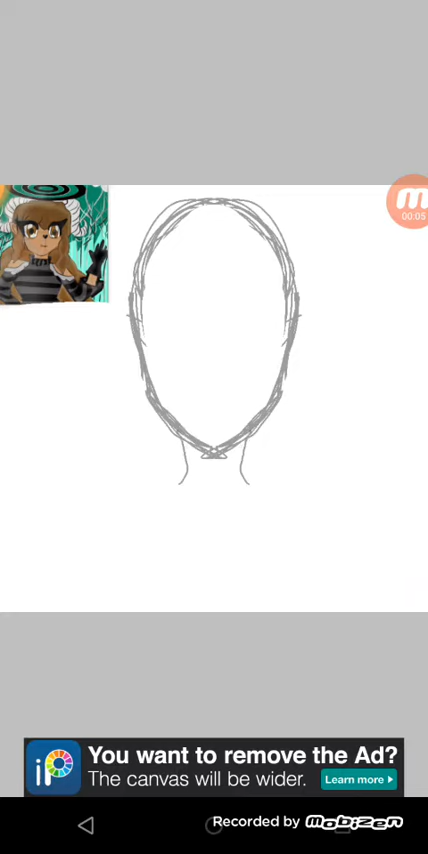 00:05
You want to remove the Ad?
The canvas will be wider.
Learn more
Recorded by mobizen